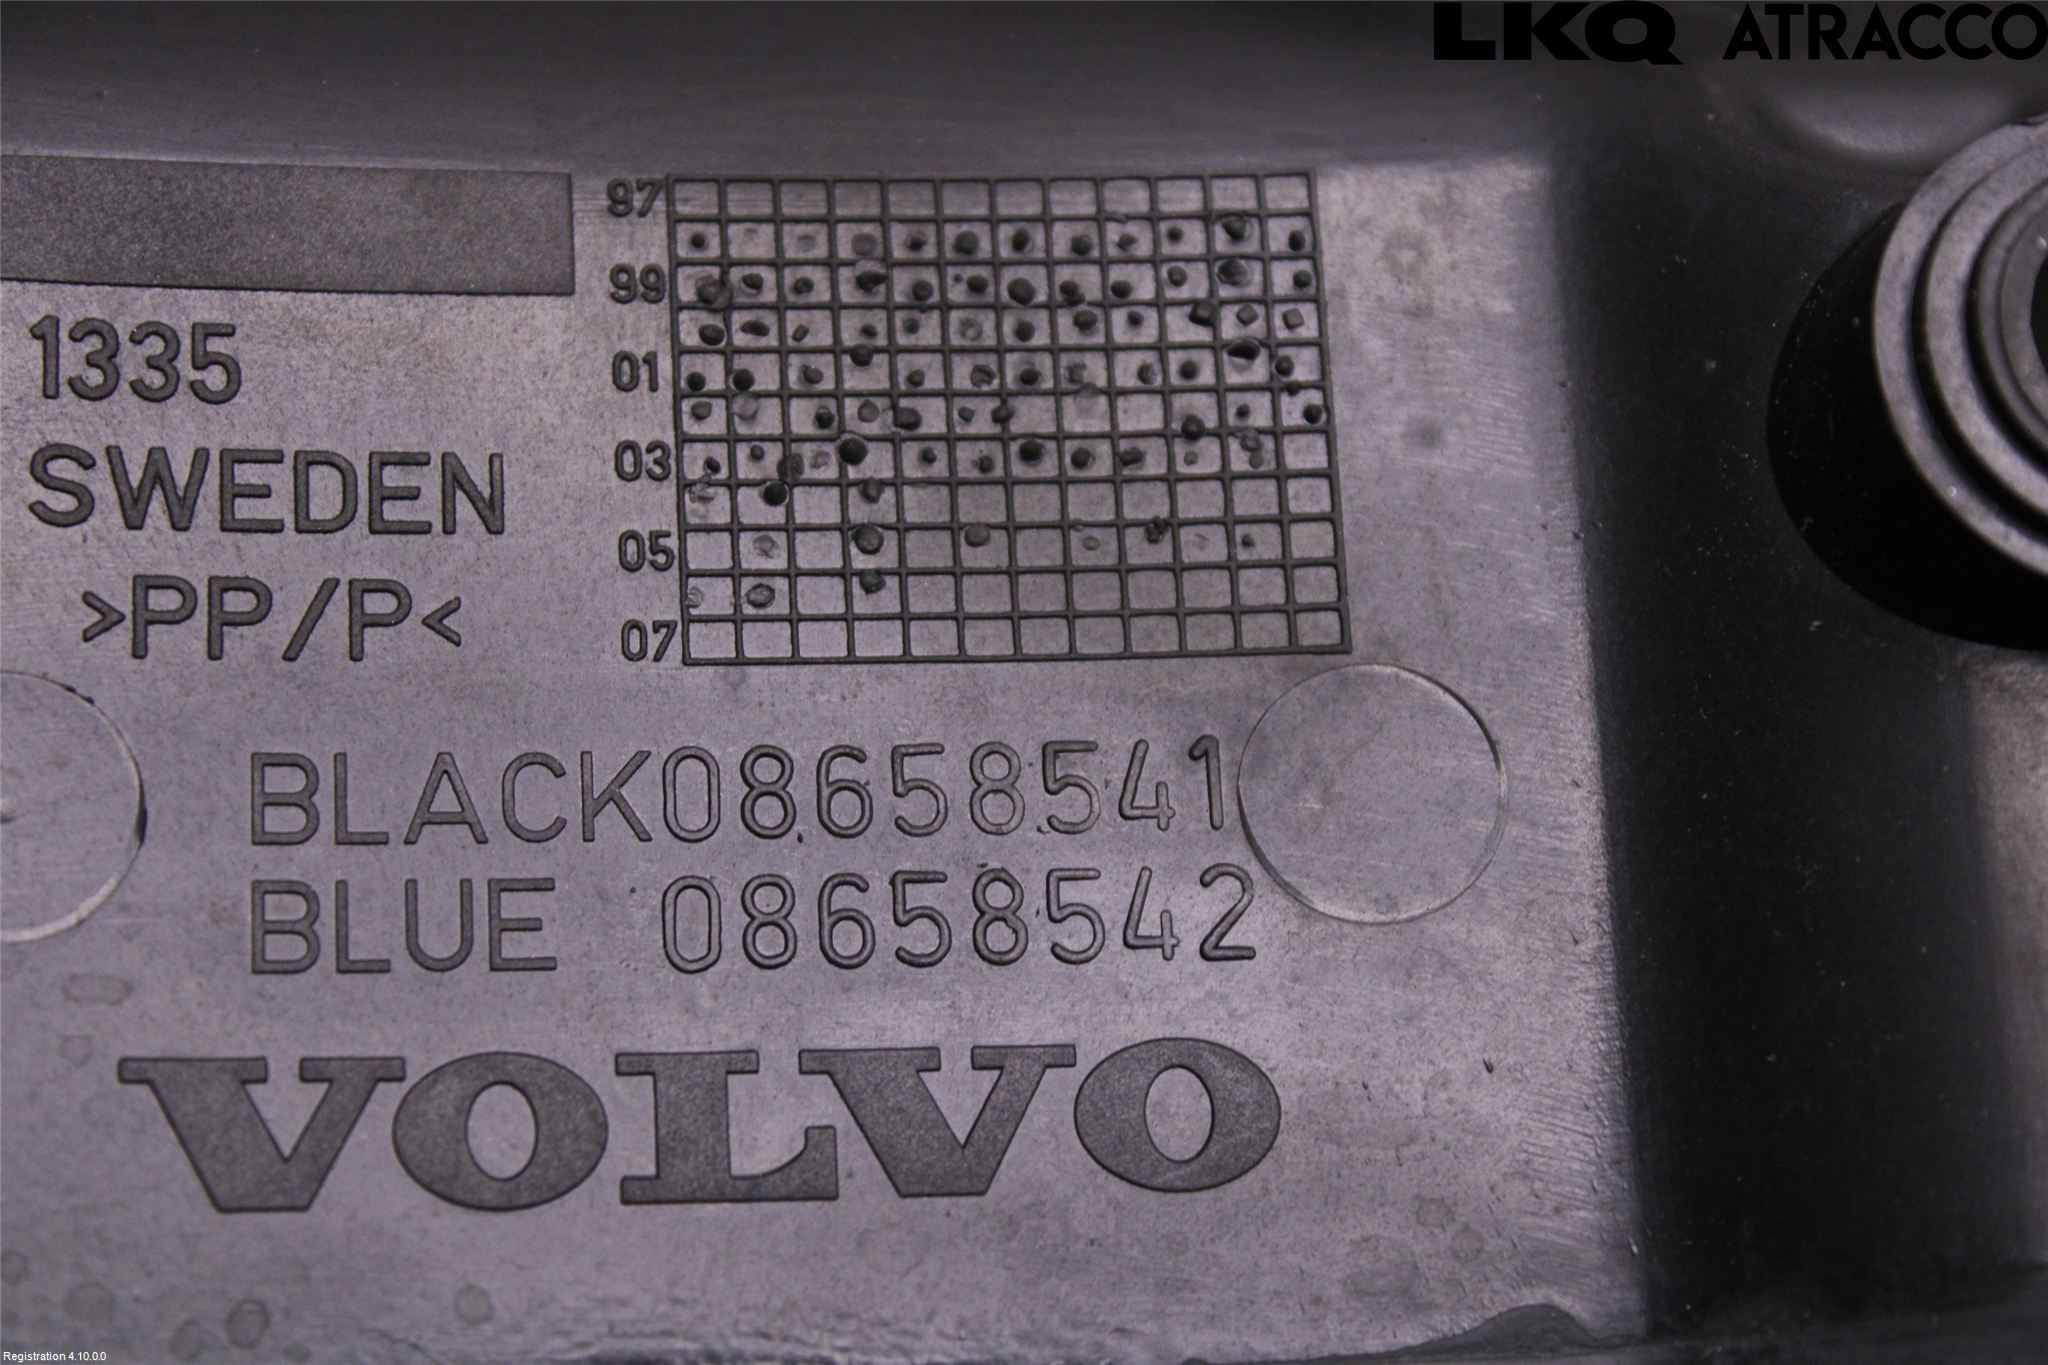 LKQ ATRACCO
97
99
01
03
05
07
1335
SWEDEN
>PP/P<
BLACK08658541
BLUE 08658542
VOLVO
Registration 4.10.0.0